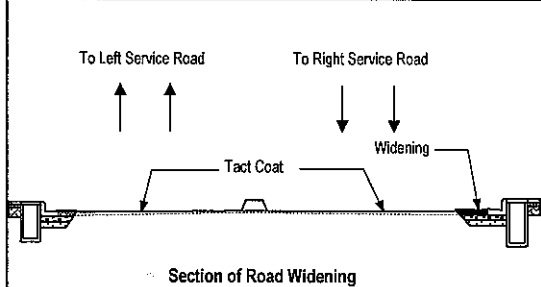 To Left Service Road
To Right Service Road
Widening
Tact Coat
Section of Road Widening